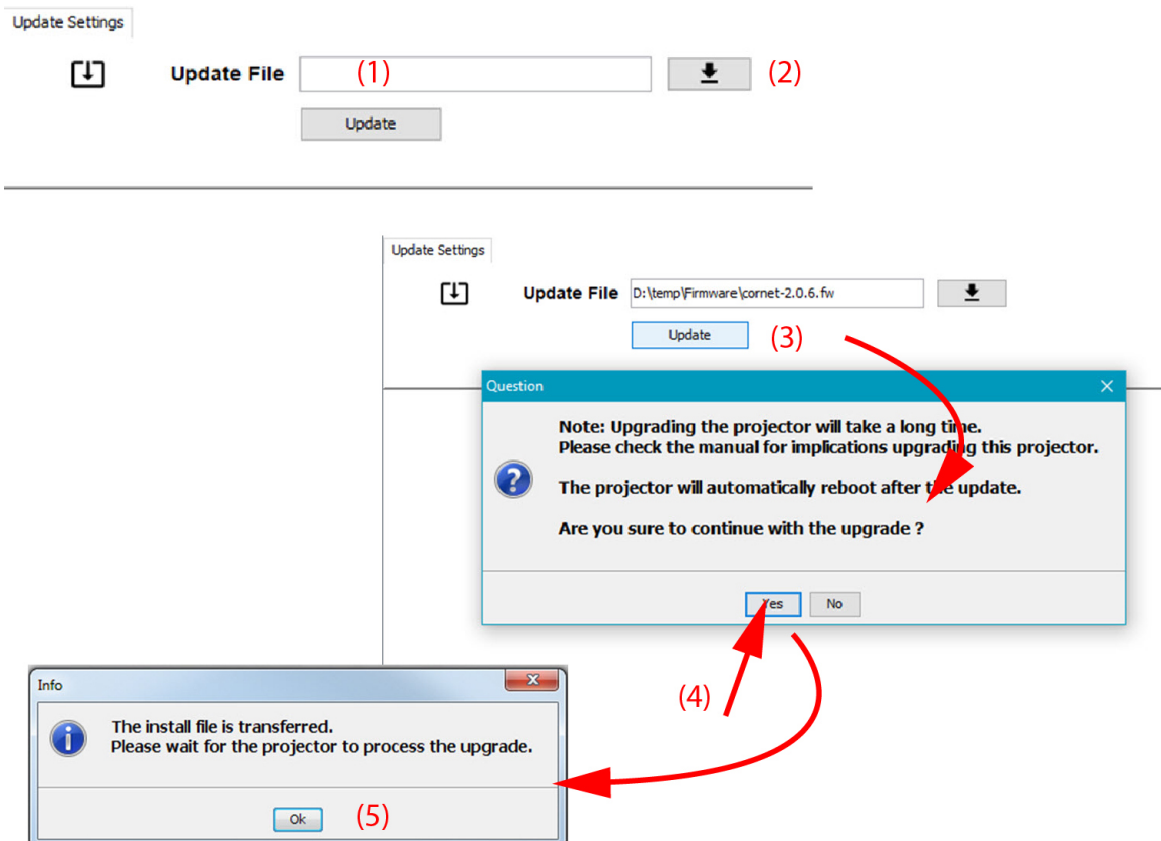 Update Settings
Update File (1) (2)
Update
Update Settings
Update File D:\temp\Firmware\cornet-2.0.6.fw
Update (3)
Question
Note: Upgrading the projector will take a long time.
Please check the manual for implications upgrading this projector.
The projector will automatically reboot after the update.
Are you sure to continue with the upgrade ?
Yes No
(4)
Info
The install file is transferred.
Please wait for the projector to process the upgrade.
Ok (5)